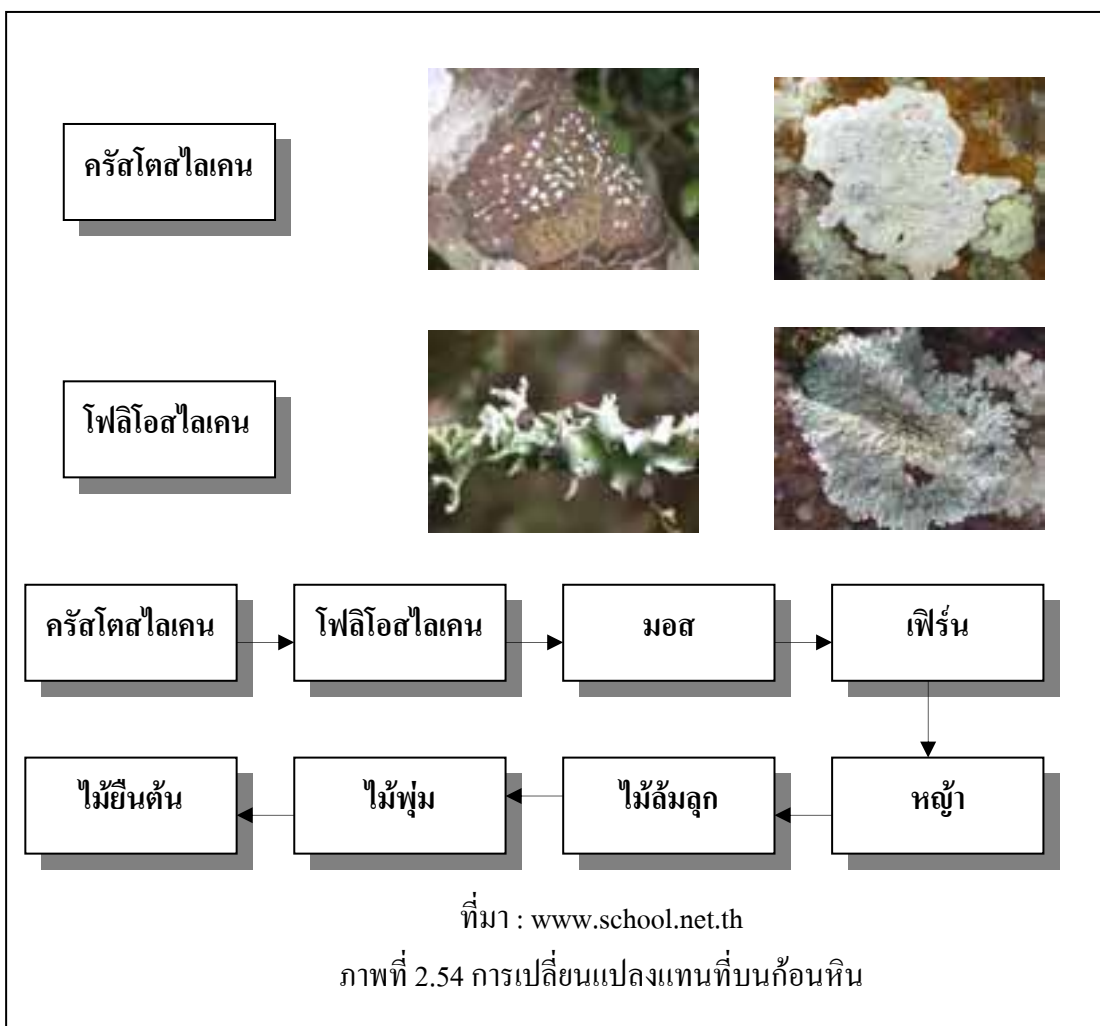 ครัสโตสไลเคน
โฟลิโอสไลเคน
ครัสโตสไลเคน
โฟลิโอสไลเคน
มอส
เฟิร์น
หญ้า
ไม้ล้มลุก
ไม้พุ่ม
ไม้ยืนต้น
ที่มา : www.school.net.th
ภาพที่ 2.54 การเปลี่ยนแปลงแทนที่บนก้อนหิน